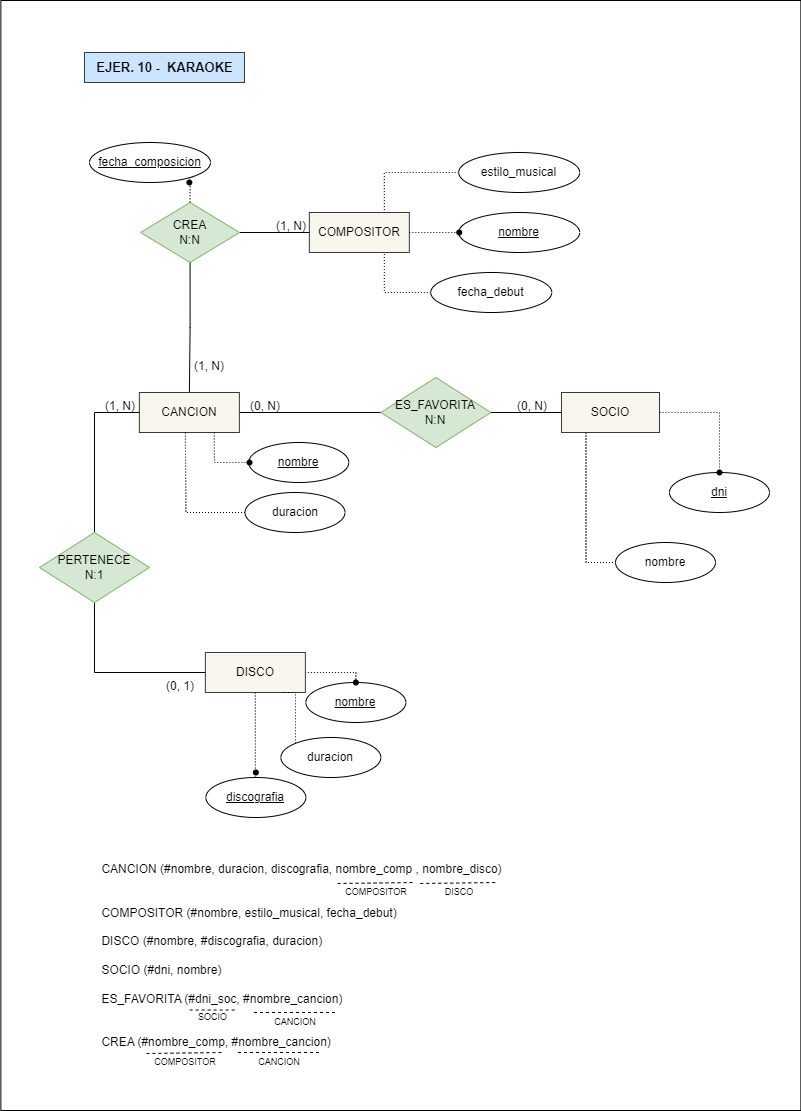 EJER. 10 - KARAOKE
fecha_composicion
estilo_musical
CREA
N:N
(1, N)
COMPOSITOR
nombre
fecha_debut
(1, N)
(1, N)
CANCION
(0, N)
ES_FAVORITA
N:N
(0, N)
SOCIO
nombre
dni
duracion
PERTENECE
N:1
nombre
DISCO
(0, 1)
nombre
duracion
discografia
CANCION (#nombre, duracion, discografia, nombre_comp , nombre_disco)
COMPOSITOR DISCO
COMPOSITOR (#nombre, estilo_musical, fecha_debut)
DISCO (#nombre, #discografia, duracion)
SOCIO (#dni, nombre)
ES_FAVORITA (#dni_soc, #nombre_cancion)
SOCIO CANCION
CREA (#nombre_comp, #nombre_cancion)
COMPOSITOR CANCION